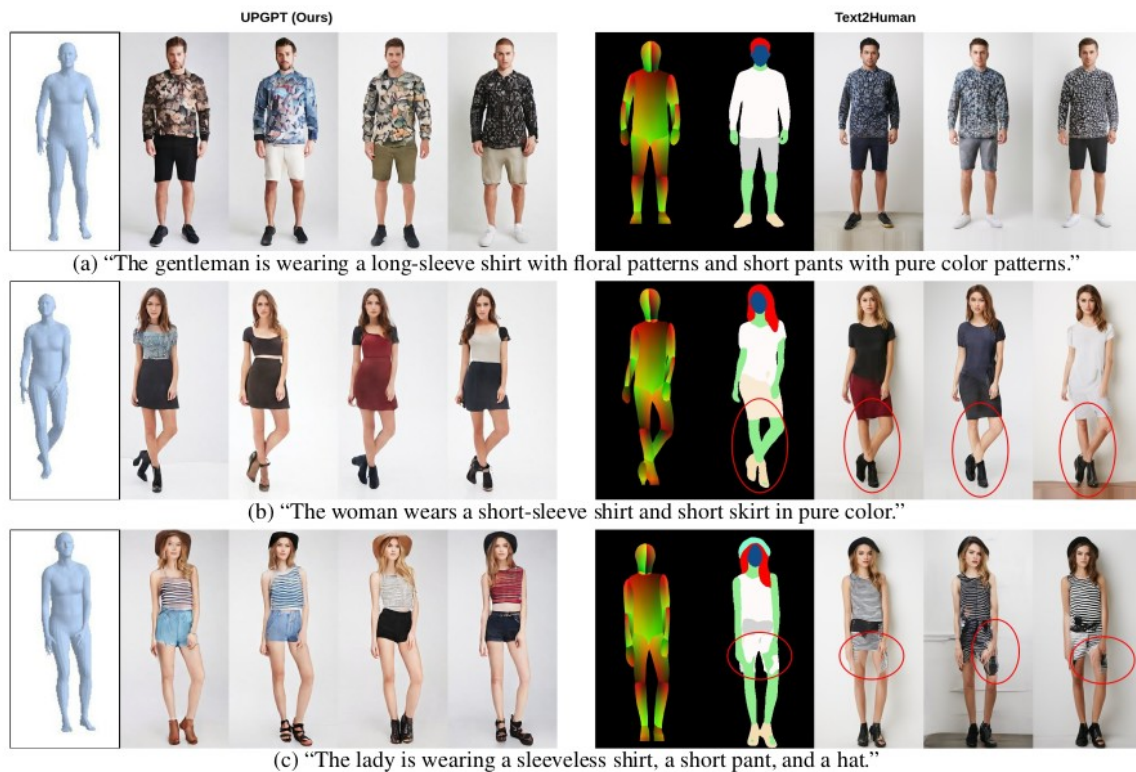 UPGPT (Ours)
Text2Human
(a) “The gentleman is wearing a long-sleeve shirt with floral patterns and short pants with pure color patterns.”
(b) “The woman wears a short-sleeve shirt and short skirt in pure color.”
(c) “The lady is wearing a sleeveless shirt, a short pant, and a hat.”